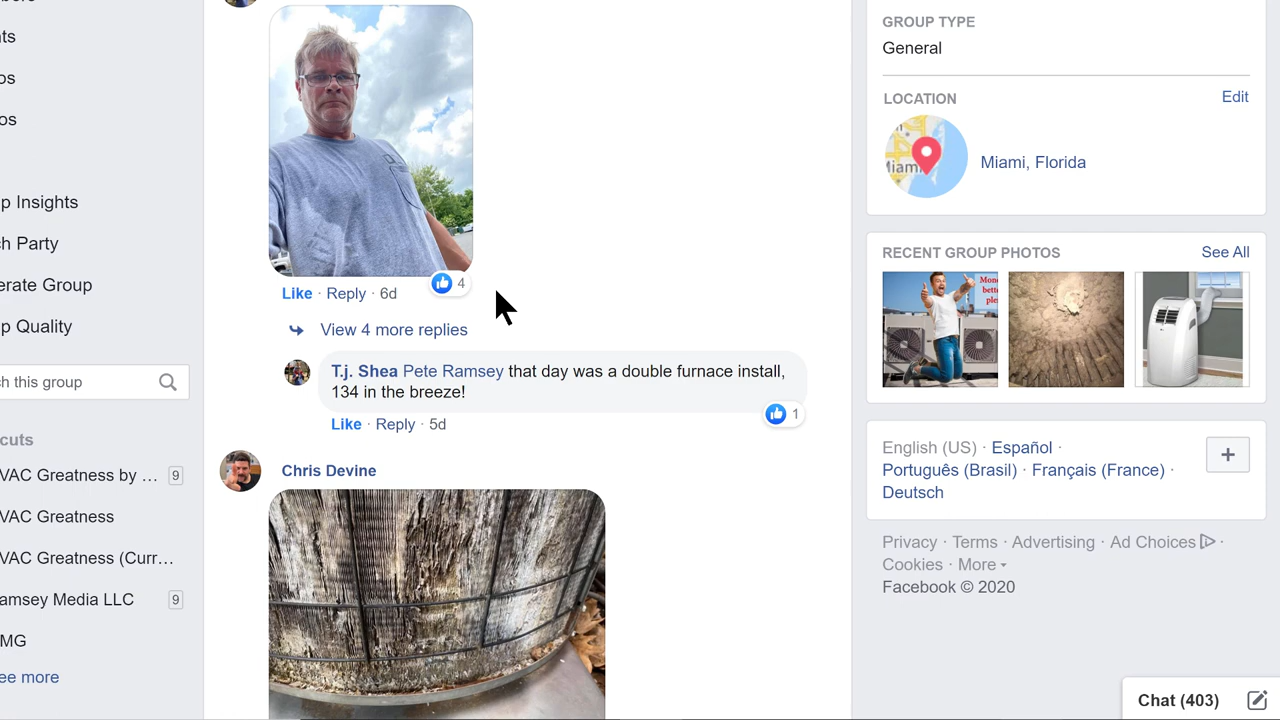 ts
os
os
p Insights
ch Party
erate Group
p Quality
ch this group
cuts
VAC Greatness by … 9
VAC Greatness
VAC Greatness (Curr…
amsey Media LLC 9
MG
ee more
Like · Reply · 6d
4
View 4 more replies
T.j. Shea Pete Ramsey that day was a double furnace install,
134 in the breeze!
Like · Reply · 5d
1
Chris Devine
GROUP TYPE
General
LOCATION
Edit
Miami
Miami, Florida
RECENT GROUP PHOTOS
See All
English (US) · Español ·
Português (Brasil) · Français (France) ·
Deutsch
+
Privacy · Terms · Advertising · Ad Choices ·
Cookies · More
Facebook © 2020
Chat (403)